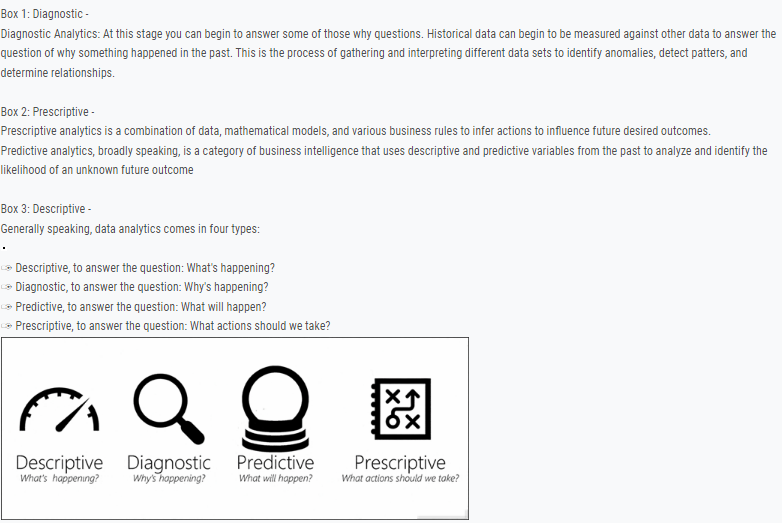 Box 1: Diagnostic -
Diagnostic Analytics: At this stage you can begin to answer some of those why questions. Historical data can begin to be measured against other data to answer the
question of why something happened in the past. This is the process of gathering and interpreting different data sets to identify anomalies, detect patters, and
determine relationships.
Box 2: Prescriptive -
Prescriptive analytics is a combination of data, mathematical models, and various business rules to infer actions to influence future desired outcomes.
Predictive analytics, broadly speaking, is a category of business intelligence that uses descriptive and predictive variables from the past to analyze and identify the
likelihood of an unknown future outcome
Box 3: Descriptive -
Generally speaking, data analytics comes in four types:
.
☞ Descriptive, to answer the question: What's happening?
☞ Diagnostic, to answer the question: Why's happening?
☞ Predictive, to answer the question: What will happen?
☞ Prescriptive, to answer the question: What actions should we take?
Descriptive Diagnostic Predictive Prescriptive
What's happening? Why's happening? What will happen? What actions should we take?